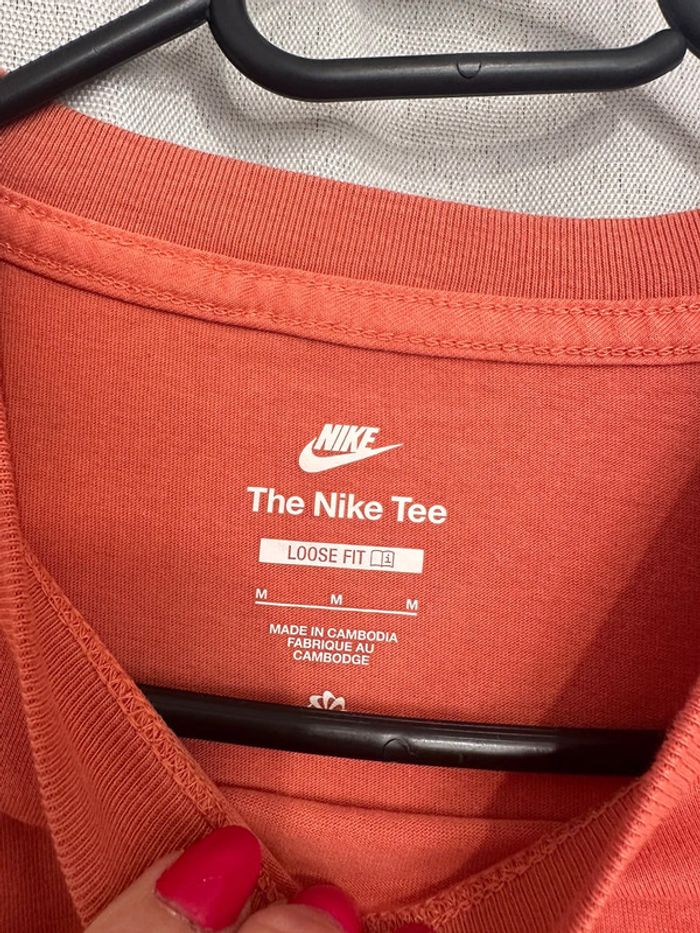 NIKE
The Nike Tee
LOOSE FIT i
M M M
MADE IN CAMBODIA
FABRIQUE AU
CAMBODGE